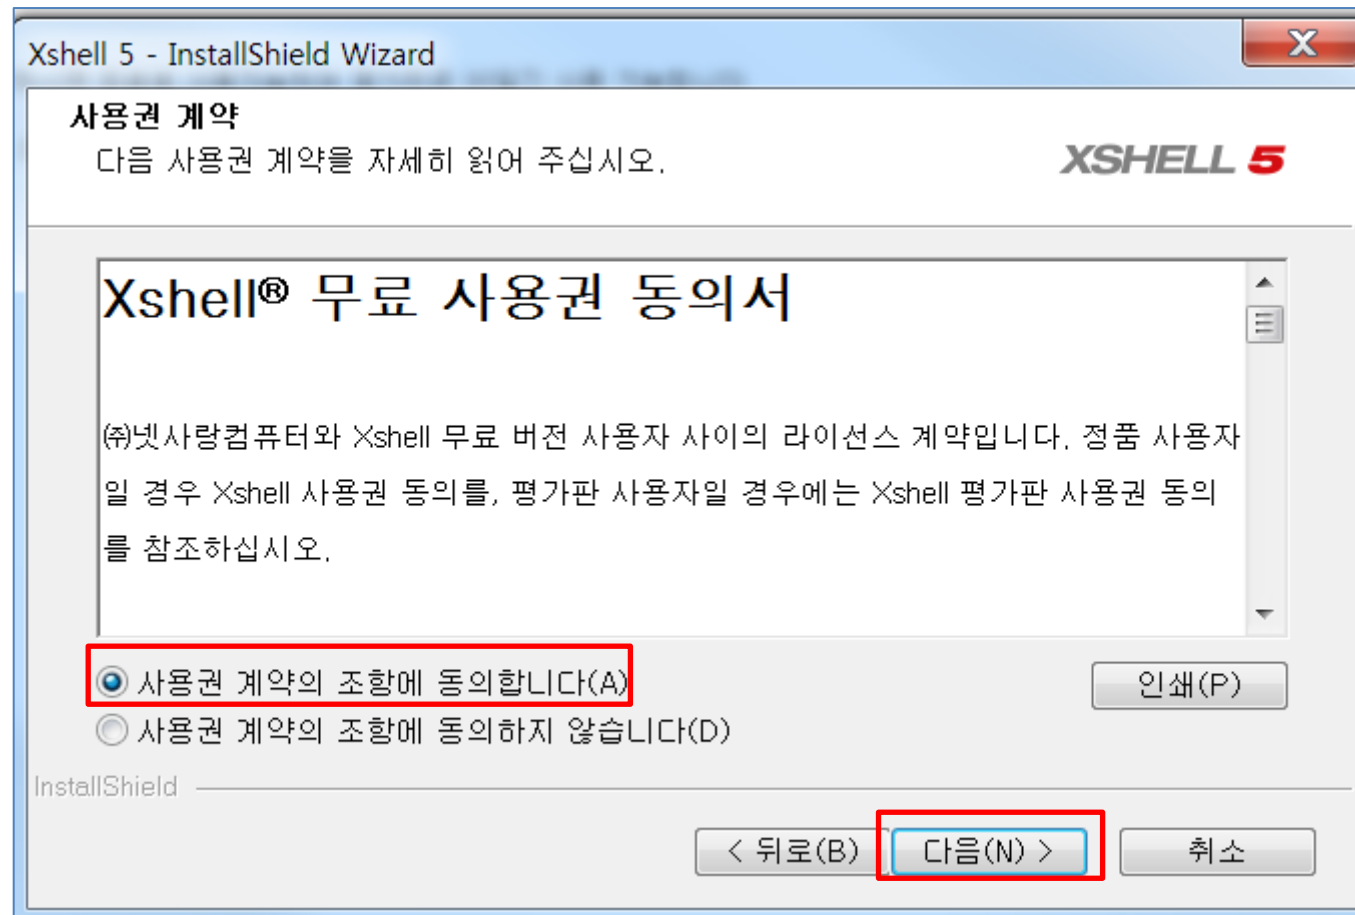 Xshell 5 - InstallShield Wizard
사용권 계약
다음 사용권 계약을 자세히 읽어 주십시오.
XSHELL 5
Xshell® 무료 사용권 동의서
㈜넷사랑컴퓨터와 Xshell 무료 버전 사용자 사이의 라이선스 계약입니다. 정품 사용자
일 경우 Xshell 사용권 동의를, 평가판 사용자일 경우에는 Xshell 평가판 사용권 동의
를 참조하십시오.
사용권 계약의 조항에 동의합니다(A)
인쇄(P)
사용권 계약의 조항에 동의하지 않습니다(D)
InstallShield
< 뒤로(B)
다음(N) >
취소